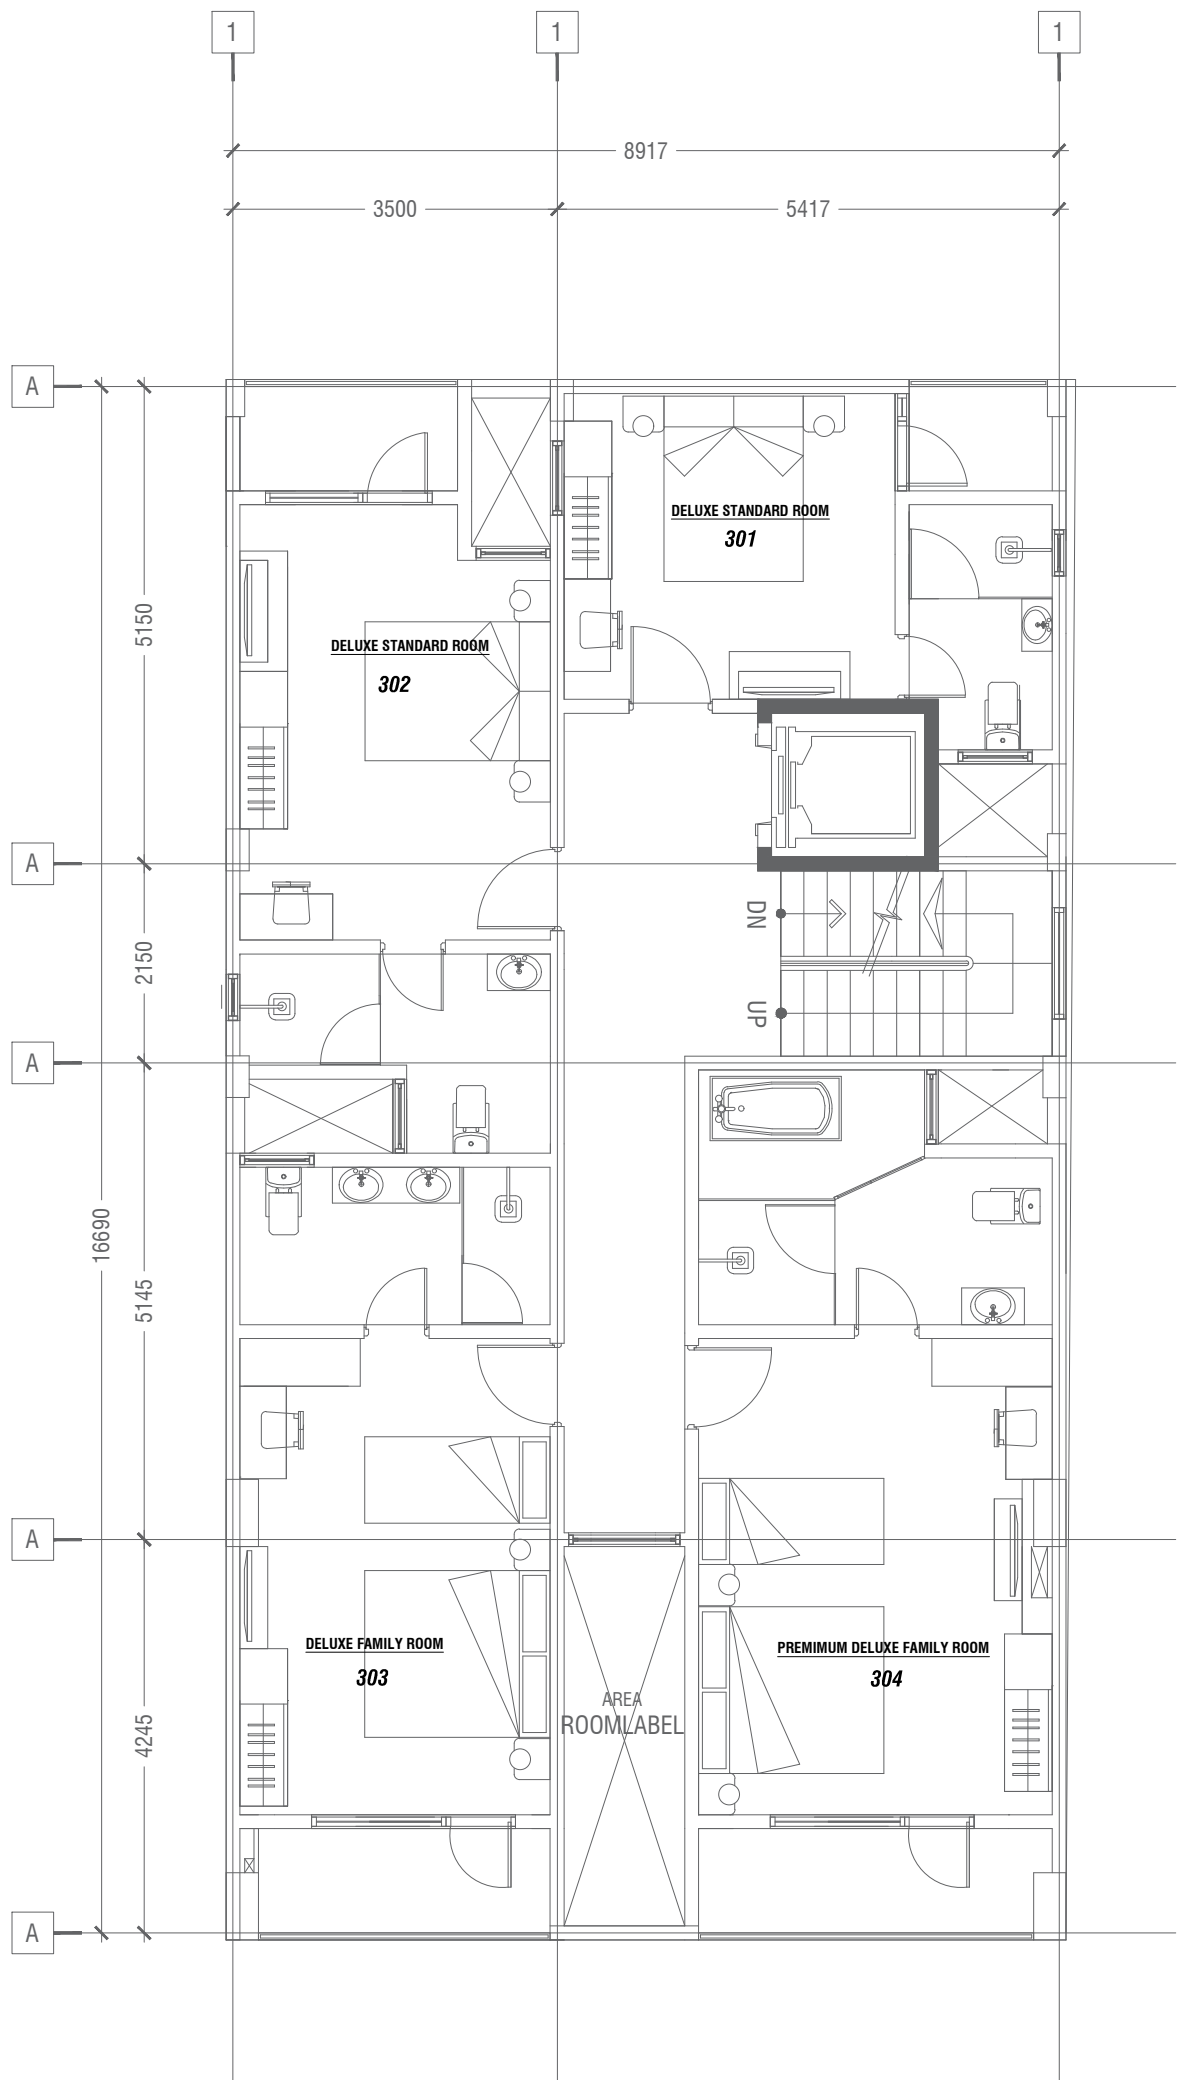 1
1
1
8917
3500
5417
A
DELUXE STANDARD ROOM
301
5150
DELUXE STANDARD ROOM
302
A
DN
2150
UP
A
16690
5145
A
DELUXE FAMILY ROOM
303
PREMIMUM DELUXE FAMILY ROOM
304
AREA
ROOMLABEL
4245
A